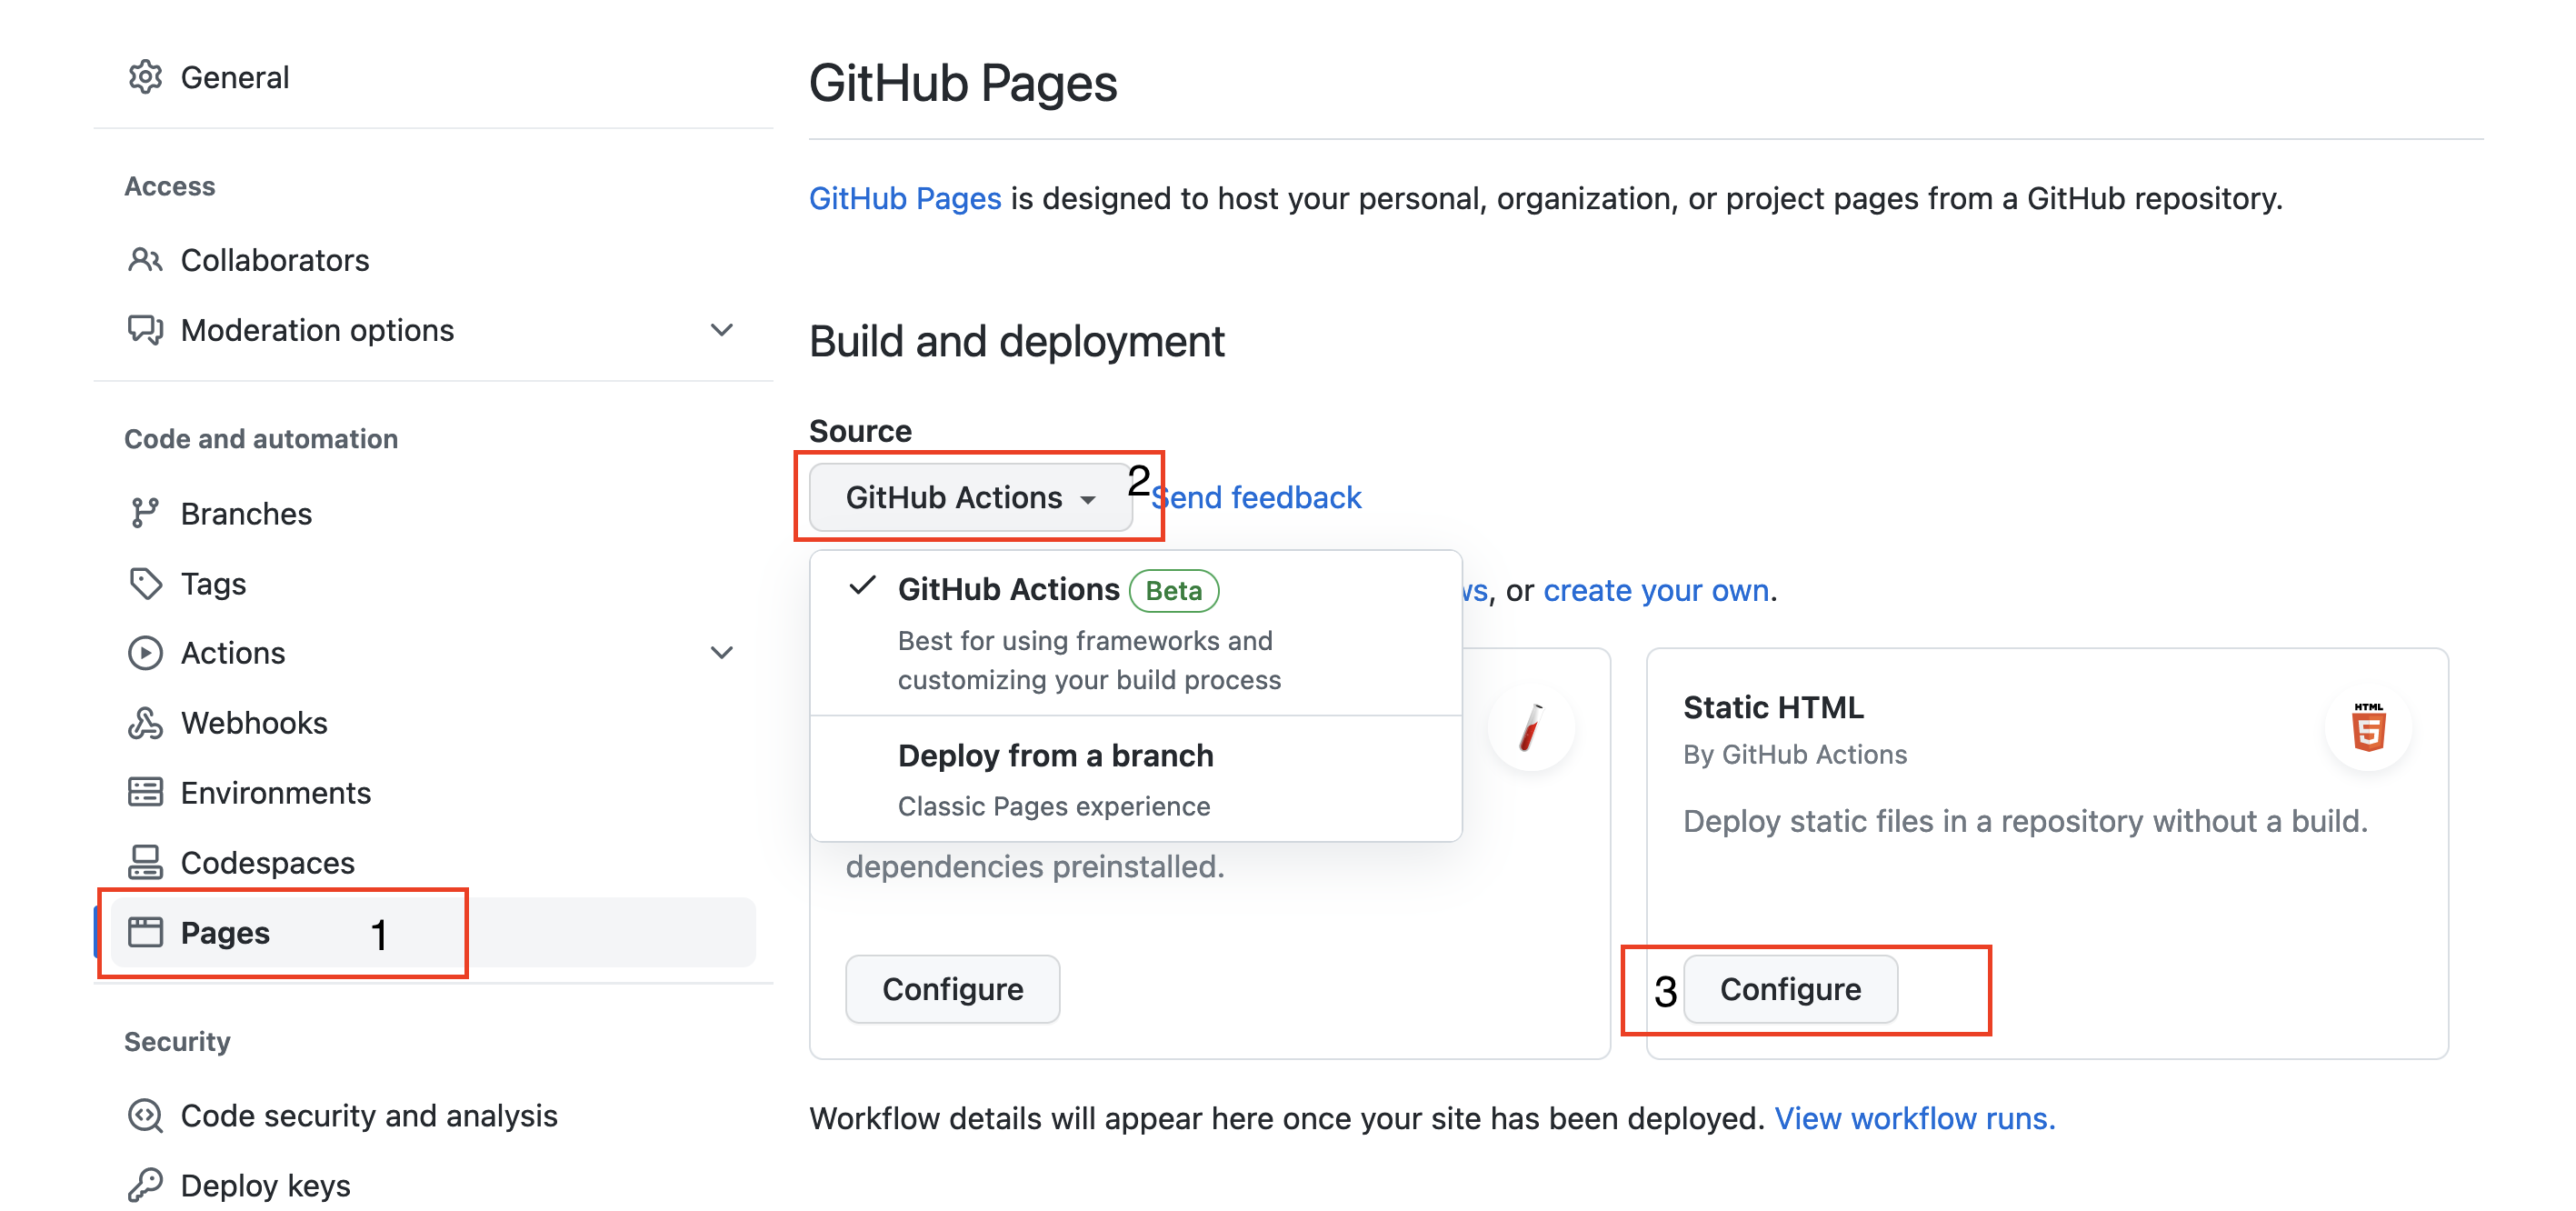 General
Access
Collaborators
Moderation options
Code and automation
Branches
Tags
Actions
Webhooks
Environments
Codespaces
Pages 1
Security
Code security and analysis
Deploy keys
GitHub Pages
GitHub Pages is designed to host your personal, organization, or project pages from a GitHub repository.
Build and deployment
Source
GitHub Actions 2 Send feedback
GitHub Actions Beta
Best for using frameworks and
customizing your build process
Deploy from a branch
Classic Pages experience
, or create your own.
dependencies preinstalled.
Configure
Static HTML
By GitHub Actions
HTML
5
Deploy static files in a repository without a build.
3 Configure
Workflow details will appear here once your site has been deployed. View workflow runs.